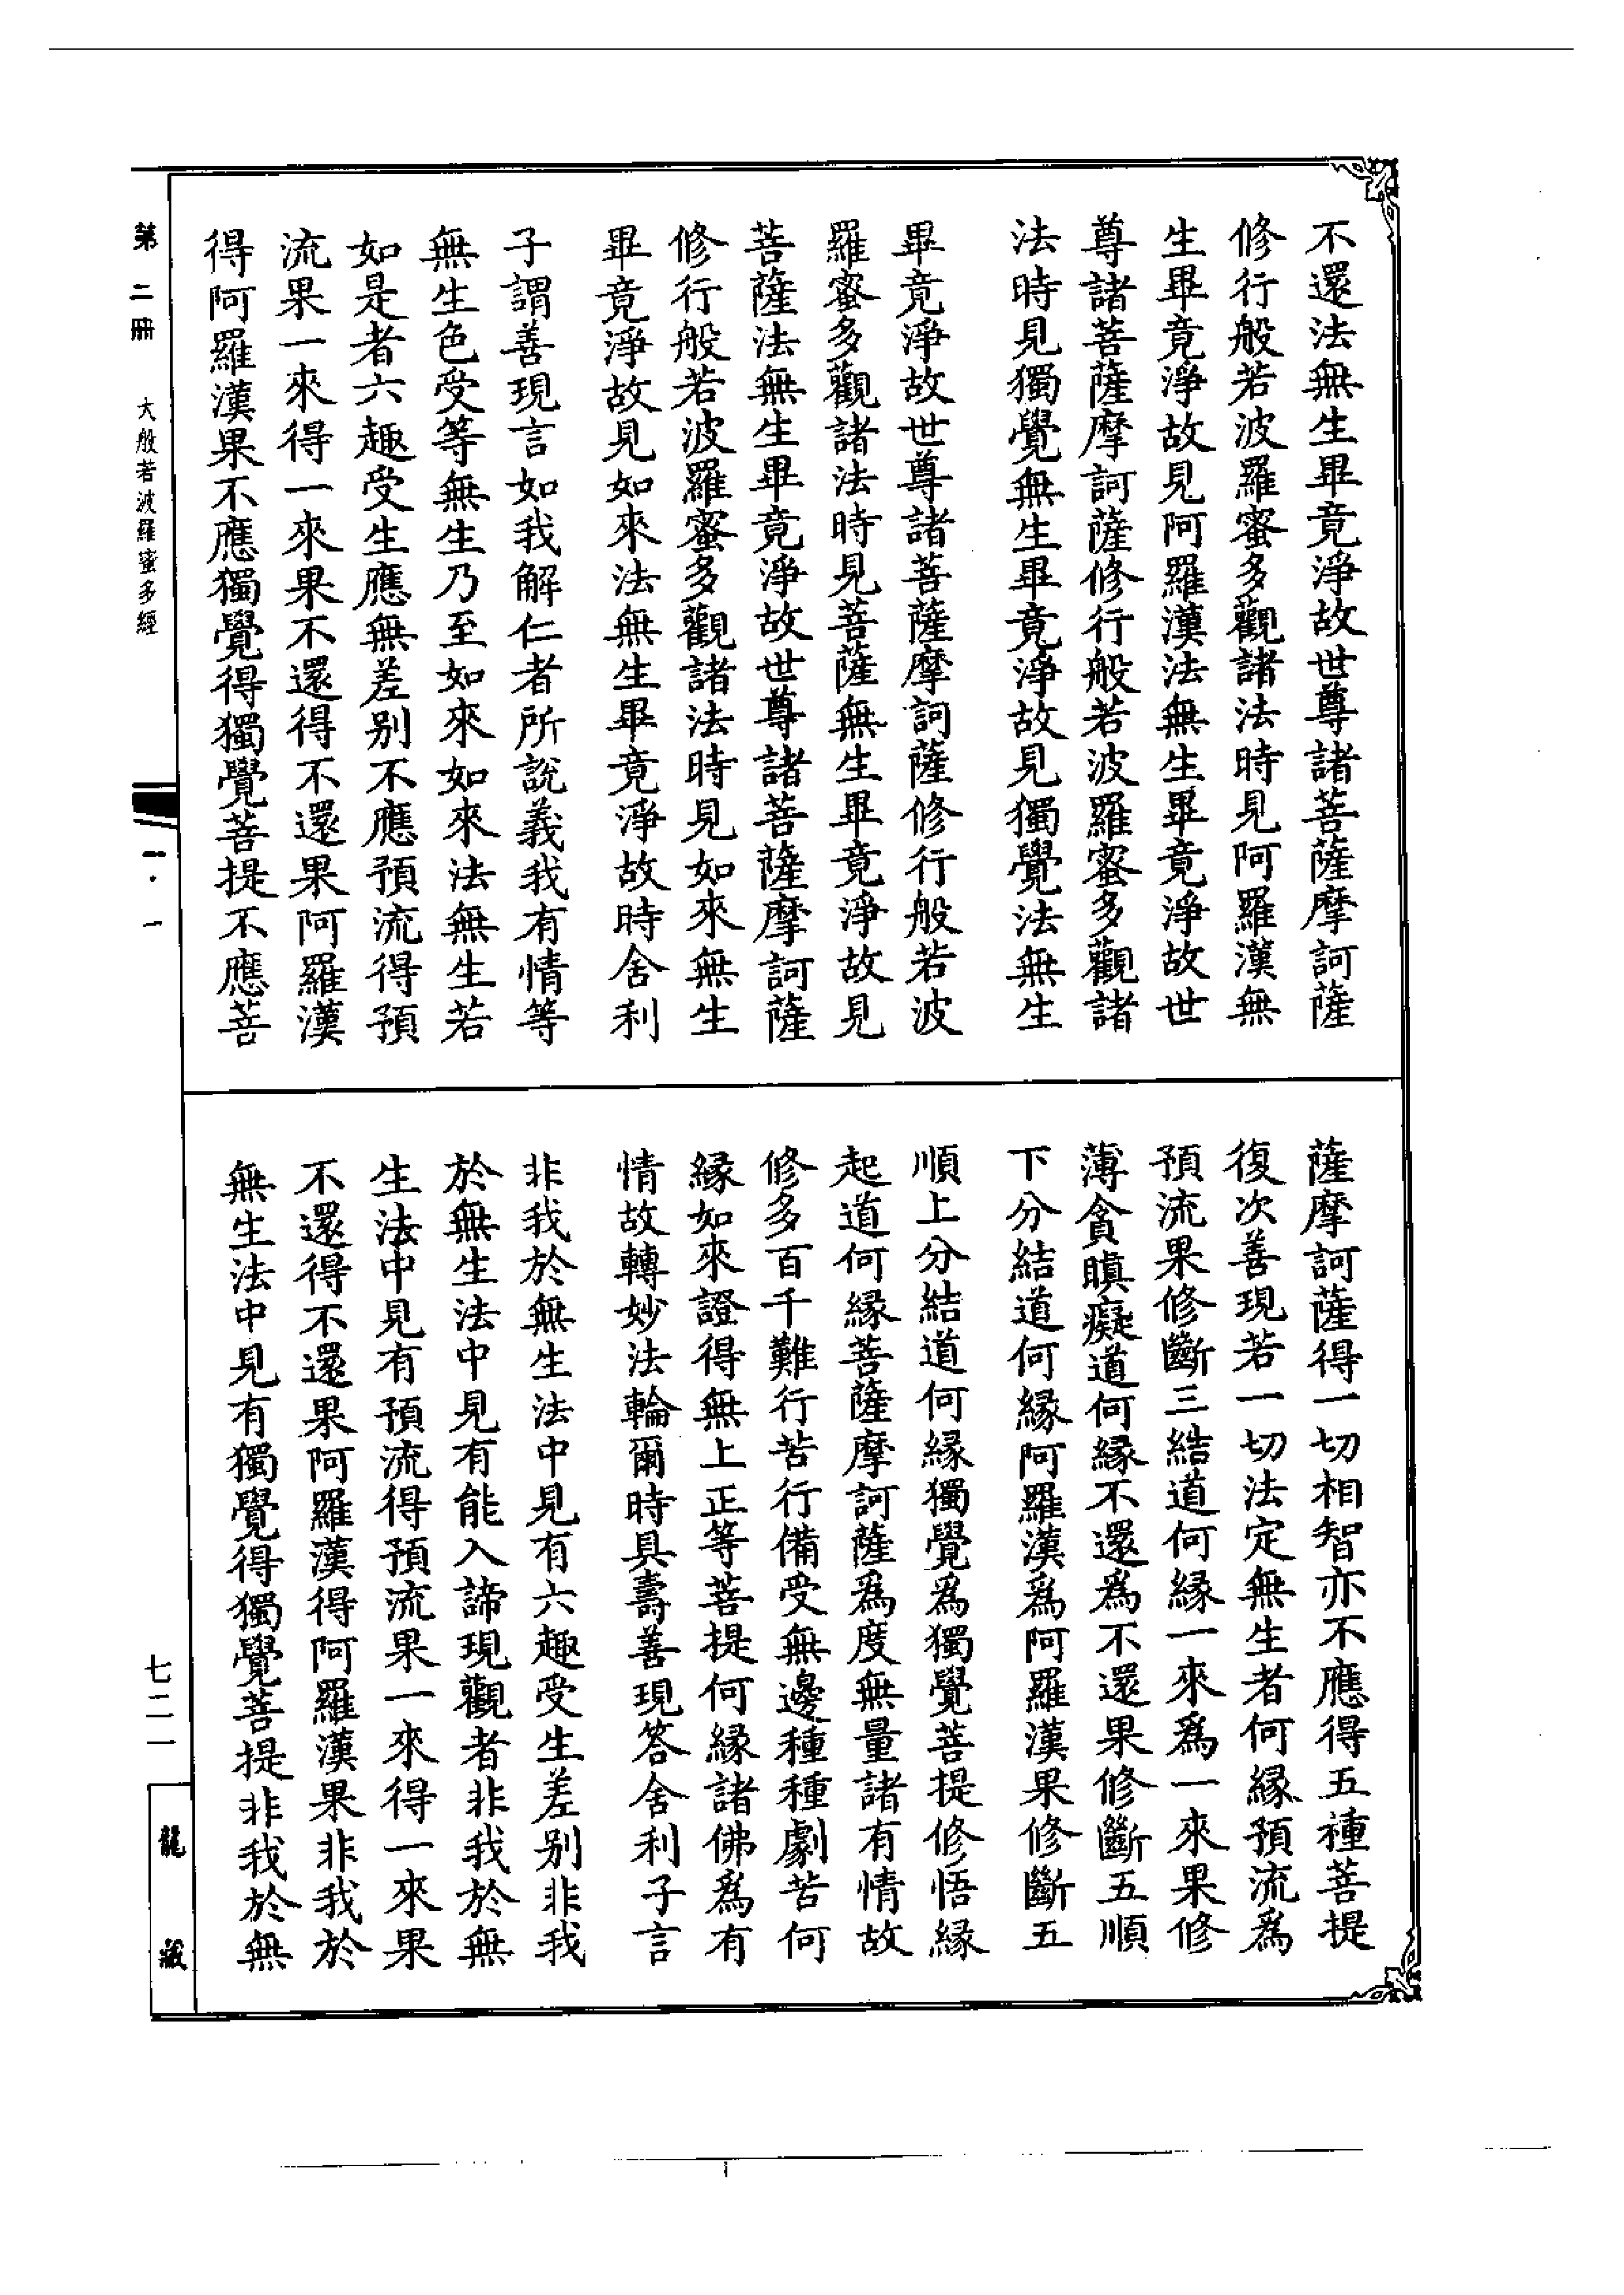 不還法無生畢竟淨故世尊諸菩薩摩訶薩
修行般若波羅蜜多觀諸法時見阿羅漢無
生畢竟淨故見阿羅漢法無生畢竟淨故世
尊諸菩薩摩訶薩修行般若波羅蜜多觀諸
法時見獨覺無生畢竟淨故見獨覺法無生
畢竟淨故世尊諸菩薩摩訶薩修行般若波
羅蜜多觀諸法時見菩薩無生畢竟淨故見
菩薩法無生畢竟淨故世尊諸菩薩摩訶薩
修行般若波羅蜜多觀諸法時見如來無生
畢竟淨故見如來法無生畢竟淨故時舍利
子謂善現言如我解仁者所說義我有情等
無生色受等無生乃至如來如來法無生若
如是者六趣受生應無差別不應預流得預
流果一來得一來果不還得不還果阿羅漢
得阿羅漢果不應獨覺得獨覺菩提不應菩
薩摩訶薩得一切相智亦不應得五種菩提
復次善現若一切法定無生者何緣預流為
預流果修斷三結道何緣一來為一來果修
薄貪瞋癡道何緣不還為不還果修斷五順
下分結道何緣阿羅漢為阿羅漢果修斷五
順上分結道何緣獨覺為獨覺菩提修悟緣
起道何緣菩薩摩訶薩為度無量諸有情故
修多百千難行苦行備受無邊種種劇苦何
緣如來證得無上正等菩提何緣諸佛為有
情故轉妙法輪爾時具壽善現答舍利子言
非我於無生法中見有六趣受生差別非我
於無生法中見有能入諦現觀者非我於無
生法中見有預流得預流果一來得一來果
不還得不還果阿羅漢得阿羅漢果非我於
無生法中見有獨覺得獨覺菩提非我於無
第二冊 大般若波羅蜜多經
一·一
七二一
龍藏